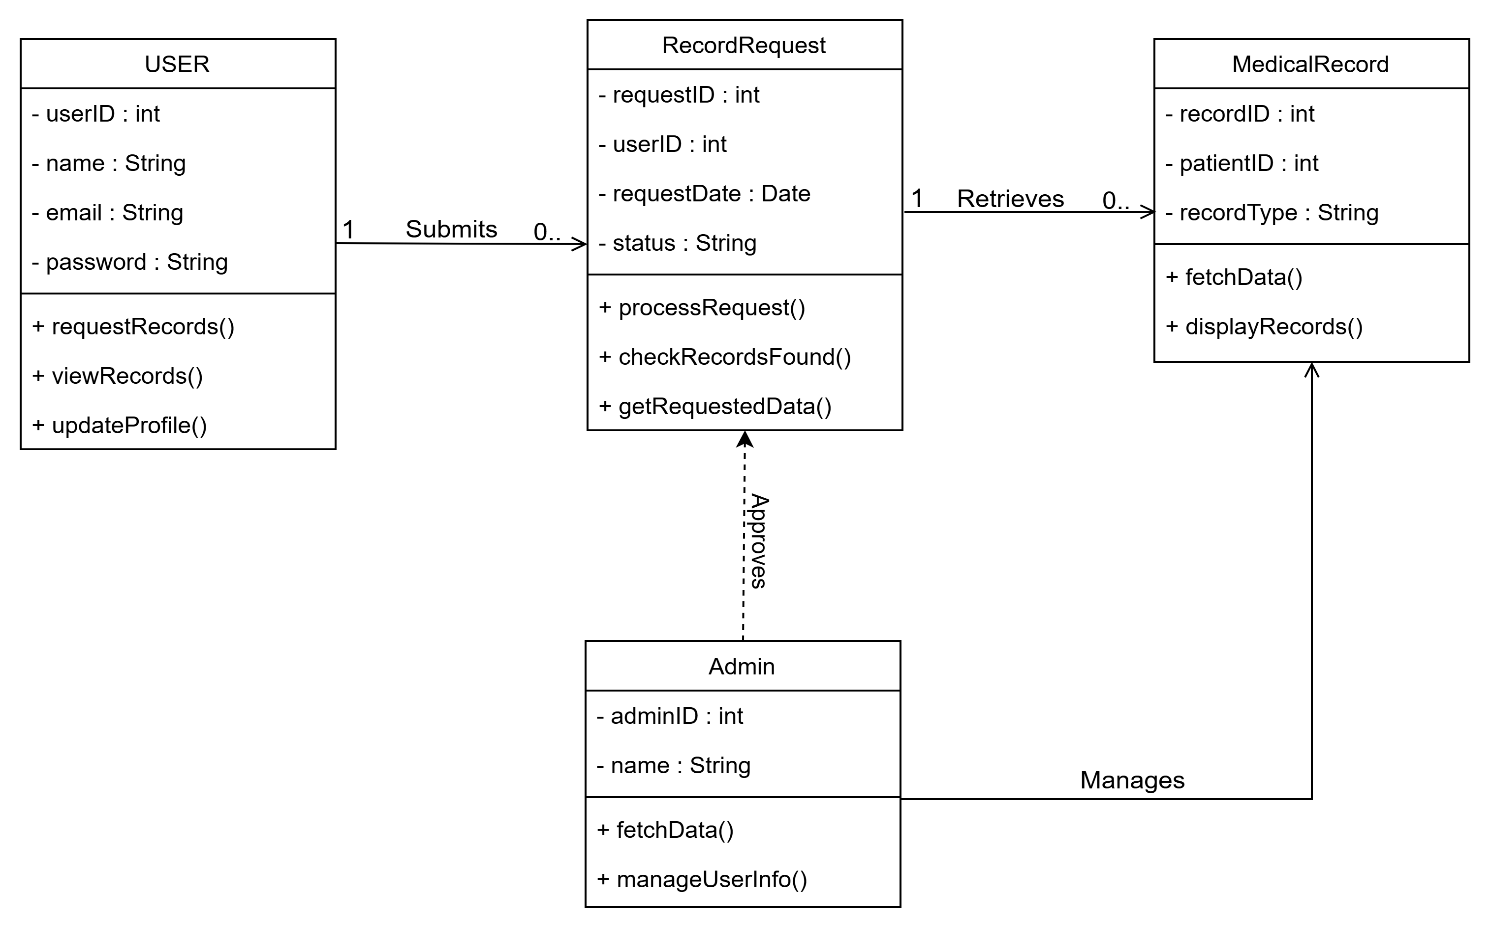 USER
- userID : int
- name : String
- email : String
- password : String
+ requestRecords()
+ viewRecords()
+ updateProfile()
1
Submits
0..
RecordRequest
- requestID : int
- userID : int
- requestDate : Date
- status : String
+ processRequest()
+ checkRecordsFound()
+ getRequestedData()
1
Retrieves
0..
MedicalRecord
- recordID : int
- patientID : int
- recordType : String
+ fetchData()
+ displayRecords()
Approves
Admin
- adminID : int
- name : String
+ fetchData()
+ manageUserInfo()
Manages